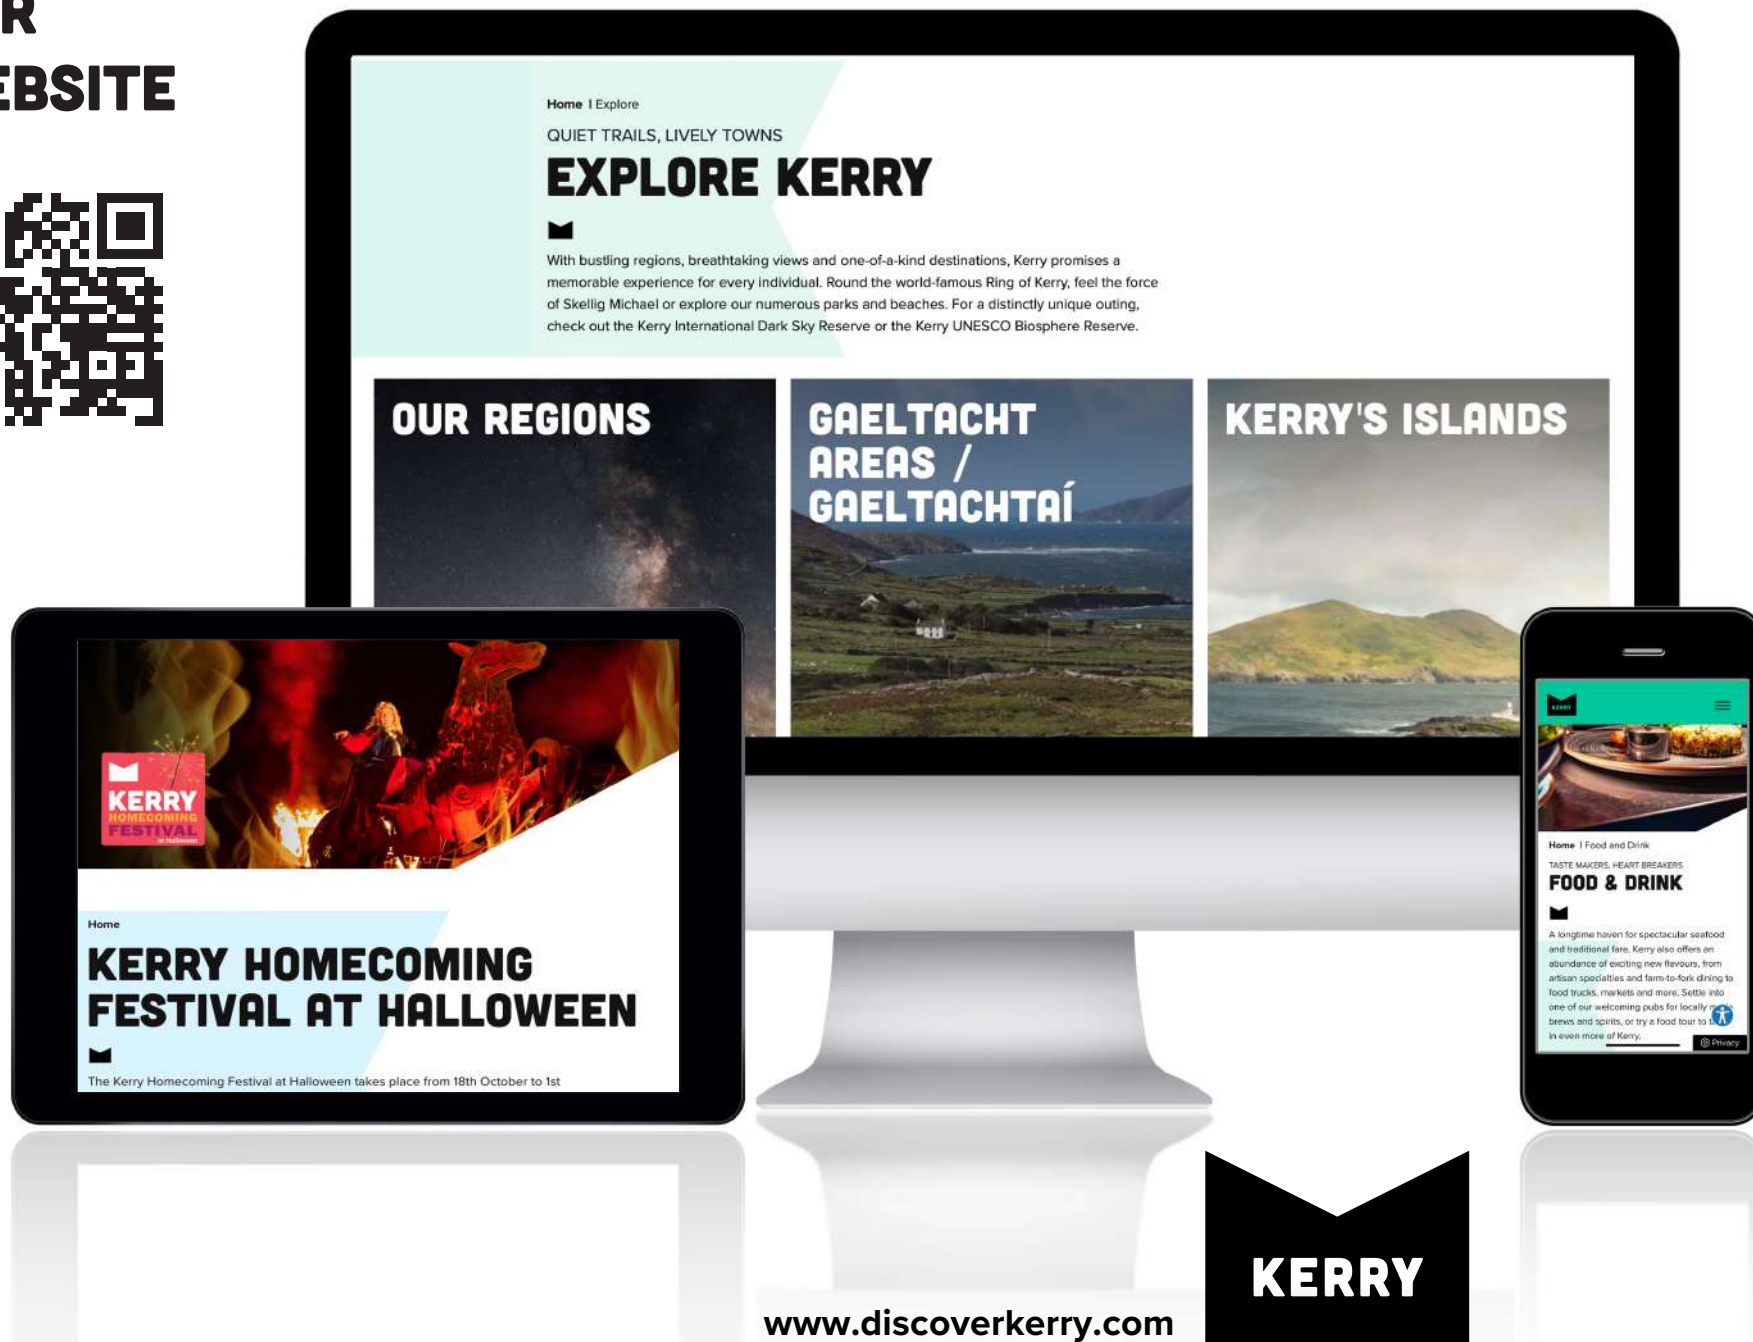 R
EBSITE
Home | Explore
QUIET TRAILS, LIVELY TOWNS
EXPLORE KERRY
With bustling regions, breathtaking views and one-of-a-kind destinations, Kerry promises a
memorable experience for every individual. Round the world-famous Ring of Kerry, feel the force
of Skellig Michael or explore our numerous parks and beaches. For a distinctly unique outing,
check out the Kerry International Dark Sky Reserve or the Kerry UNESCO Biosphere Reserve.
OUR REGIONS
GAELTACHT
AREAS /
GAELTACHTAÍ
KERRY'S ISLANDS
KERRY
HOMECOMING
FESTIVAL
at Halloween
Home
KERRY HOMECOMING
FESTIVAL AT HALLOWEEN
The Kerry Homecoming Festival at Halloween takes place from 18th October to 1st
KERRY
Home | Food and Drink
TASTE MAKERS, HEART BREAKERS
FOOD & DRINK
A longtime haven for spectacular seafood
and traditional fare, Kerry also offers an
abundance of exciting new flavours, from
artisan specialties and farm-to-fork dining to
food trucks, markets and more. Settle into
one of our welcoming pubs for locally
brews and spirits, or try a food tour to
in even more of Kerry.
Privacy
KERRY
www.discoverkerry.com